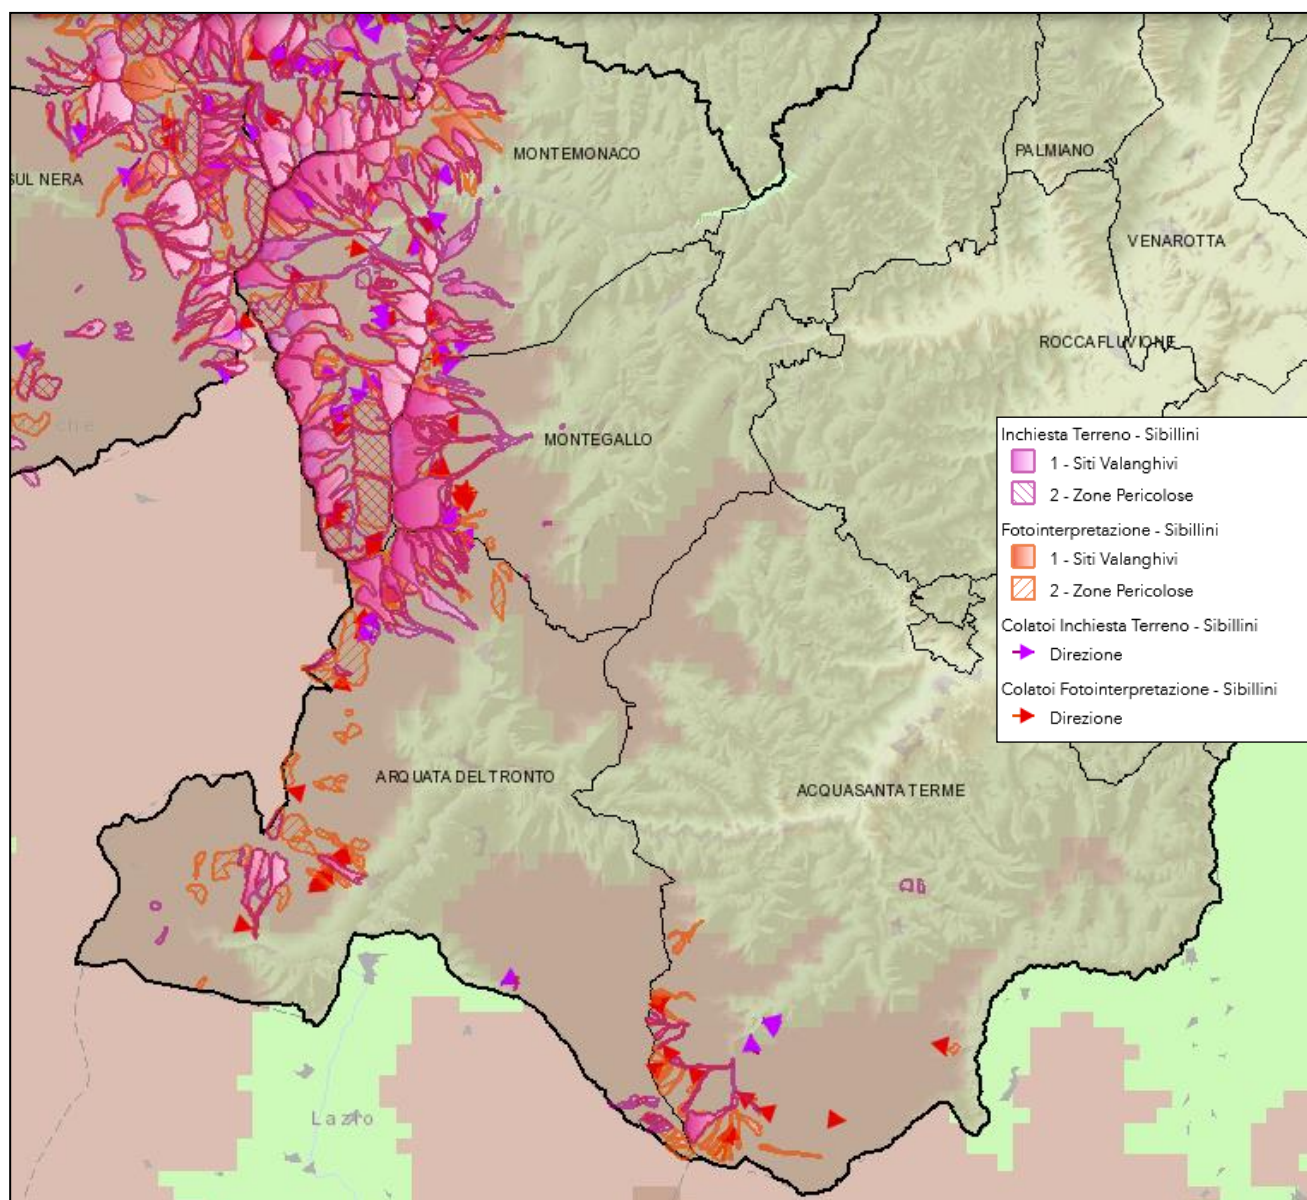 MONTEMONACO
PALMIANO
SUL NERA
VENAROTTA
ROCCAFLUVIONE
MONTEGALLO
Inchiesta Terreno - Sibillini
1 - Siti Valanghivi
2 - Zone Pericolose
Fotointerpretazione - Sibillini
1 - Siti Valanghivi
2 - Zone Pericolose
Colatoi Inchiesta Terreno - Sibillini
Direzione
Colatoi Fotointerpretazione - Sibillini
Direzione
ARQUATA DEL TRONTO
ACQUASANTA TERME
Lazio